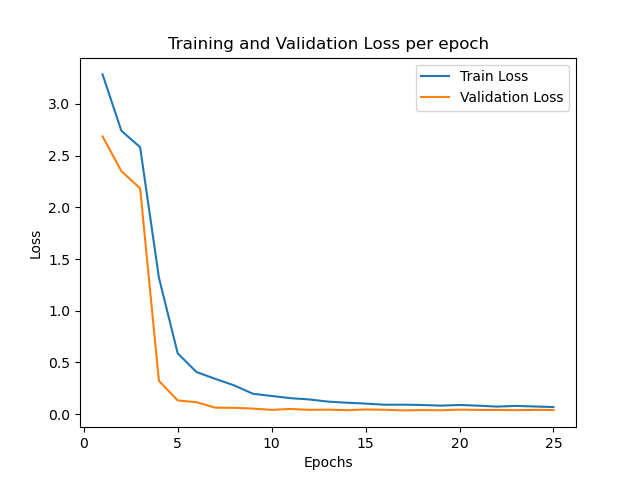 Training and Validation Loss per epoch
Train Loss
Validation Loss
Loss
3.0
2.5
2.0
1.5
1.0
0.5
0.0
0 5 10 15 20 25
Epochs